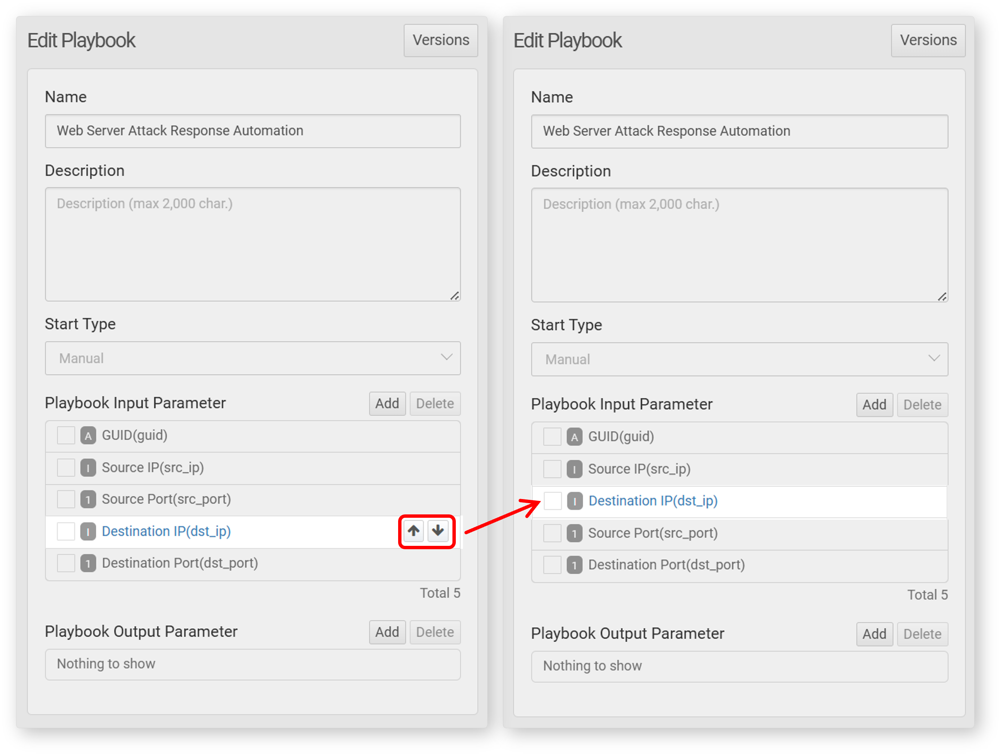 Edit Playbook
Versions
Name
Web Server Attack Response Automation
Description
Description (max 2,000 char.)
Start Type
Manual
Playbook Input Parameter
Add
Delete
A GUID(guid)
I Source IP(src_ip)
1 Source Port(src_port)
I Destination IP(dst_ip)
1 Destination Port(dst_port)
Total 5
Playbook Output Parameter
Add
Delete
Nothing to show
Edit Playbook
Versions
Name
Web Server Attack Response Automation
Description
Description (max 2,000 char.)
Start Type
Manual
Playbook Input Parameter
Add
Delete
A GUID(guid)
I Source IP(src_ip)
I Destination IP(dst_ip)
1 Source Port(src_port)
1 Destination Port(dst_port)
Total 5
Playbook Output Parameter
Add
Delete
Nothing to show